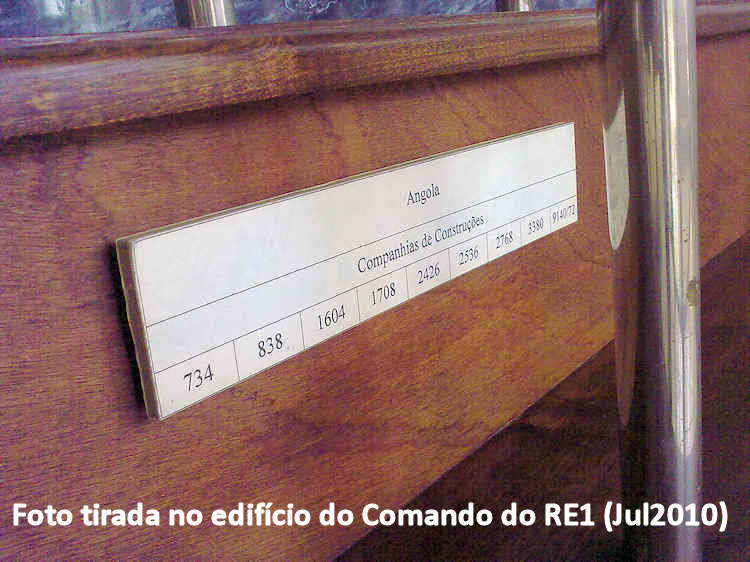 Angola
Companhias de Construções
734 838 1604 1708 2426 2536 2768 3380 9140/72
Foto tirada no edifício do Comando do RE1 (Jul2010)